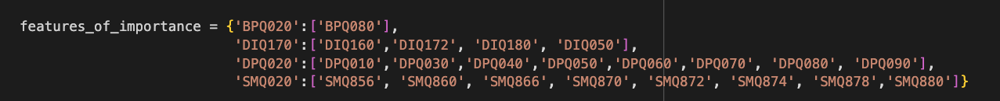 features_of_importance = {'BPQ020':['BPQ080'],
'DIQ170':['DIQ160','DIQ172', 'DIQ180', 'DIQ050'],
'DPQ020':['DPQ010','DPQ030','DPQ040','DPQ050','DPQ060','DPQ070', 'DPQ080', 'DPQ090'],
'SMQ020':['SMQ856', 'SMQ860', 'SMQ866', 'SMQ870', 'SMQ872', 'SMQ874', 'SMQ878','SMQ880']}